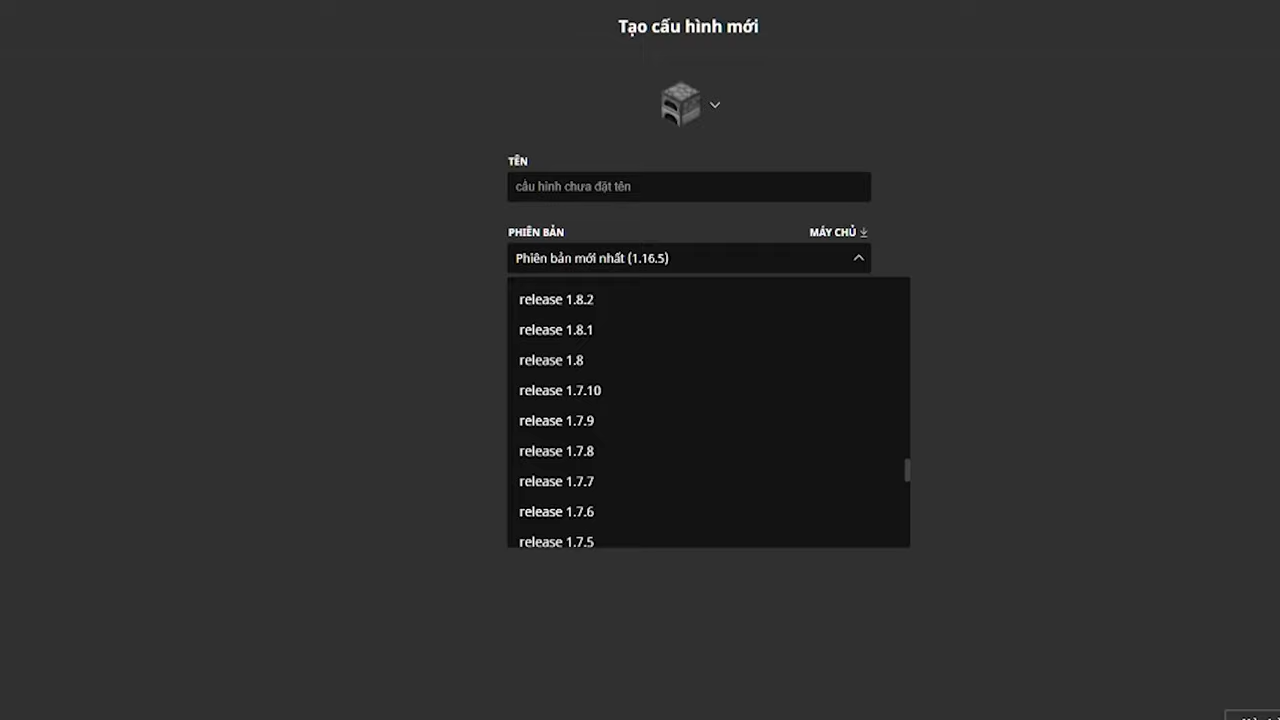 Tạo cấu hình mới
TÊN
cấu hình chưa đặt tên
PHIÊN BẢN
MÁY CHỦ
Phiên bản mới nhất (1.16.5)
release 1.8.2
release 1.8.1
release 1.8
release 1.7.10
release 1.7.9
release 1.7.8
release 1.7.7
release 1.7.6
release 1.7.5